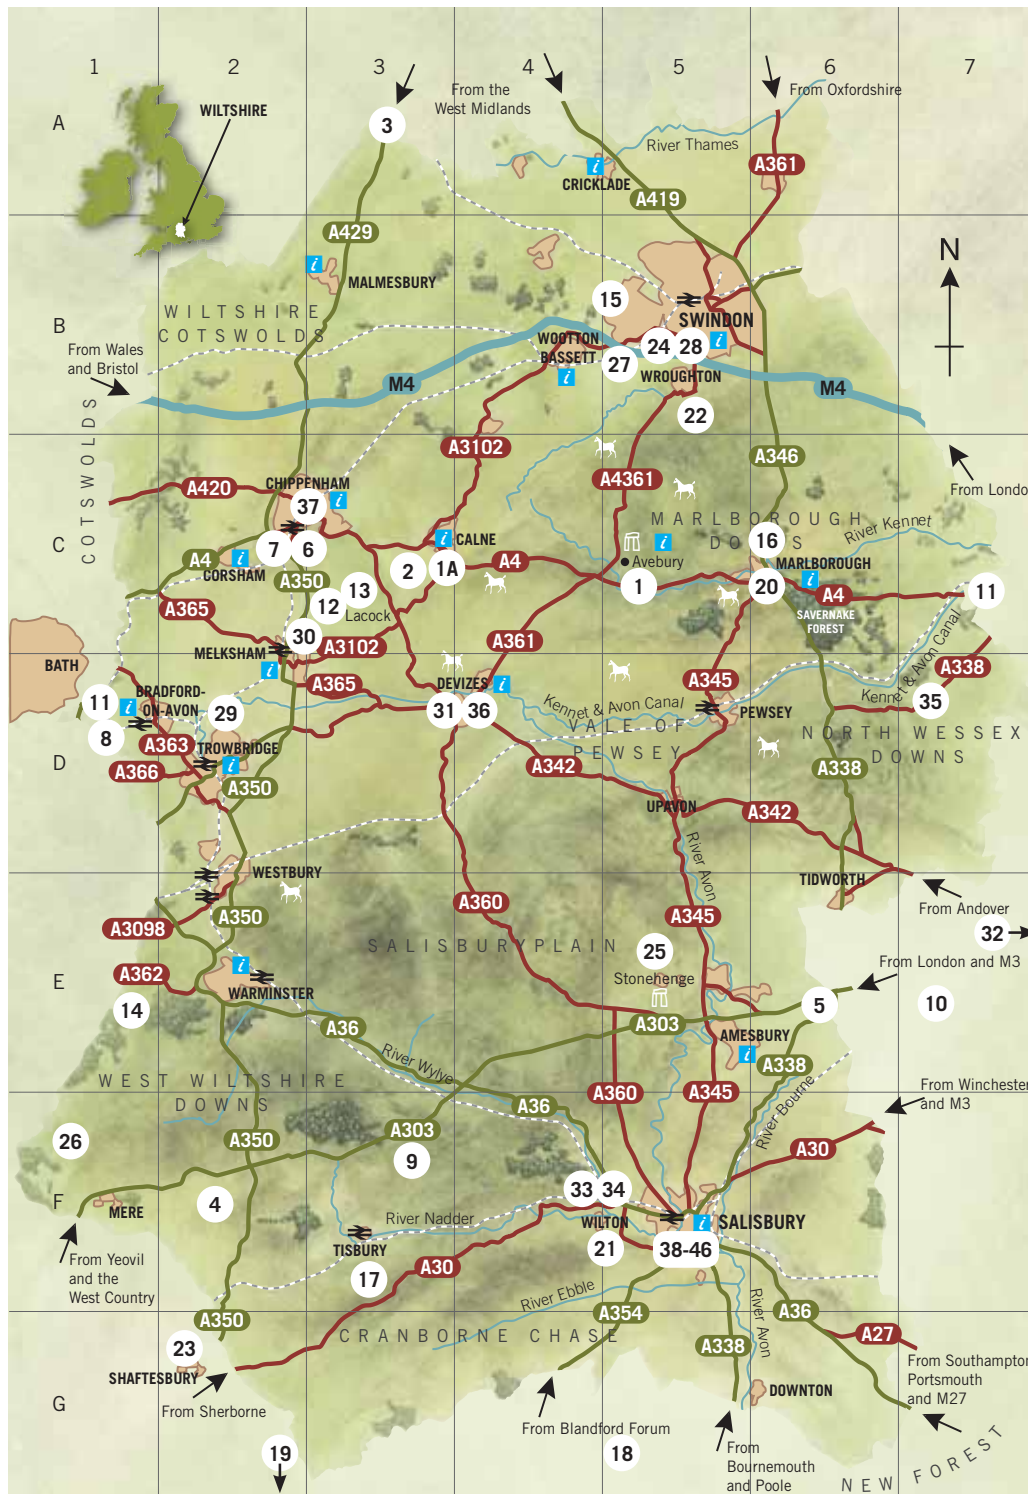 1
2
3
4
5
6
7
A
B
C
D
E
F
G
WILTSHIRE
From the
West Midlands
From Oxfordshire
3
River Thames
CRICKLADE
A361
A419
A429
MALMESBURY
N
WILTSHIRE
COTSWOLDS
15
SWINDON
WOOTTON
BASSETT
24
28
27
WROUGHTON
From Wales
and Bristol
M4
M4
22
COTSWOLDS
A3102
A4361
A346
From London
A420
CHIPPENHAM
37
MARLBOROUGH
DOWNS
River Kennet
16
CALNE
7
6
A4
CORSHAM
A350
2
1A
A4
Avebury
1
MARLBOROUGH
20
A4
11
SAVERNAKE
FOREST
A365
12
13
Lacock
30
A3102
A361
MELKSHAM
BATH
A365
DEVIZES
A345
Kennet & Avon Canal
A338
11
BRADFORD-
ON-AVON
29
31
36
Kennet & Avon Canal
PEWSEY
35
8
A363
TROWBRIDGE
VALE OF
PEWSEY
NORTH WESSEX
DOWNS
A366
A350
A342
A338
UPAVON
A342
River Avon
WESTBURY
TIDWORTH
From Andover
A350
A360
A345
A3098
32
SALISBURY PLAIN
25
From London and M3
A362
WARMINSTER
Stonehenge
14
5
10
A36
A303
AMESBURY
River Wylye
A338
WEST WILTSHIRE
DOWNS
A36
A360
A345
River Bourne
From Winchester
and M3
26
A350
A303
9
A30
33
34
MERE
4
River Nadder
WILTON
SALISBURY
TISBURY
21
38-46
From Yeovil
and the
West Country
17
A30
River Ebble
A354
River Avon
A36
A350
CRANBORNE CHASE
A338
A27
23
SHAFTESBURY
From Southampton
Portsmouth
and M27
DOWNTON
From Sherborne
From Blandford Forum
19
18
From
Bournemouth
and Poole
NEW FOREST